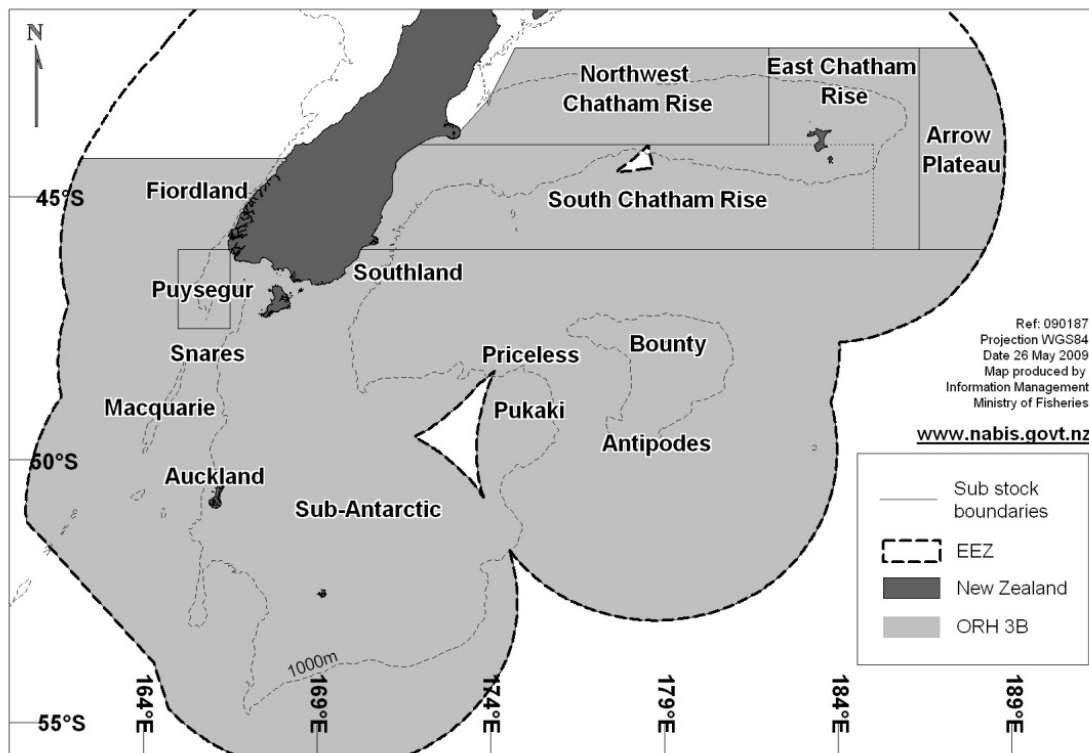 N
Northwest
Chatham Rise
East Chatham
Rise
Arrow
Plateau
Fiordland
45°S
South Chatham Rise
Southland
Puysegur
Snares
Priceless
Bounty
Macquarie
Pukaki
Antipodes
50°S
Auckland
Sub-Antarctic
1000m
55°S
164°E
169°E
174°E
179°E
184°E
189°E
Ref: 090187
Projection WGS84
Date 26 May 2009
Map produced by
Information Management
Ministry of Fisheries
www.nabis.govt.nz
Sub stock
boundaries
EEZ
New Zealand
ORH 3B